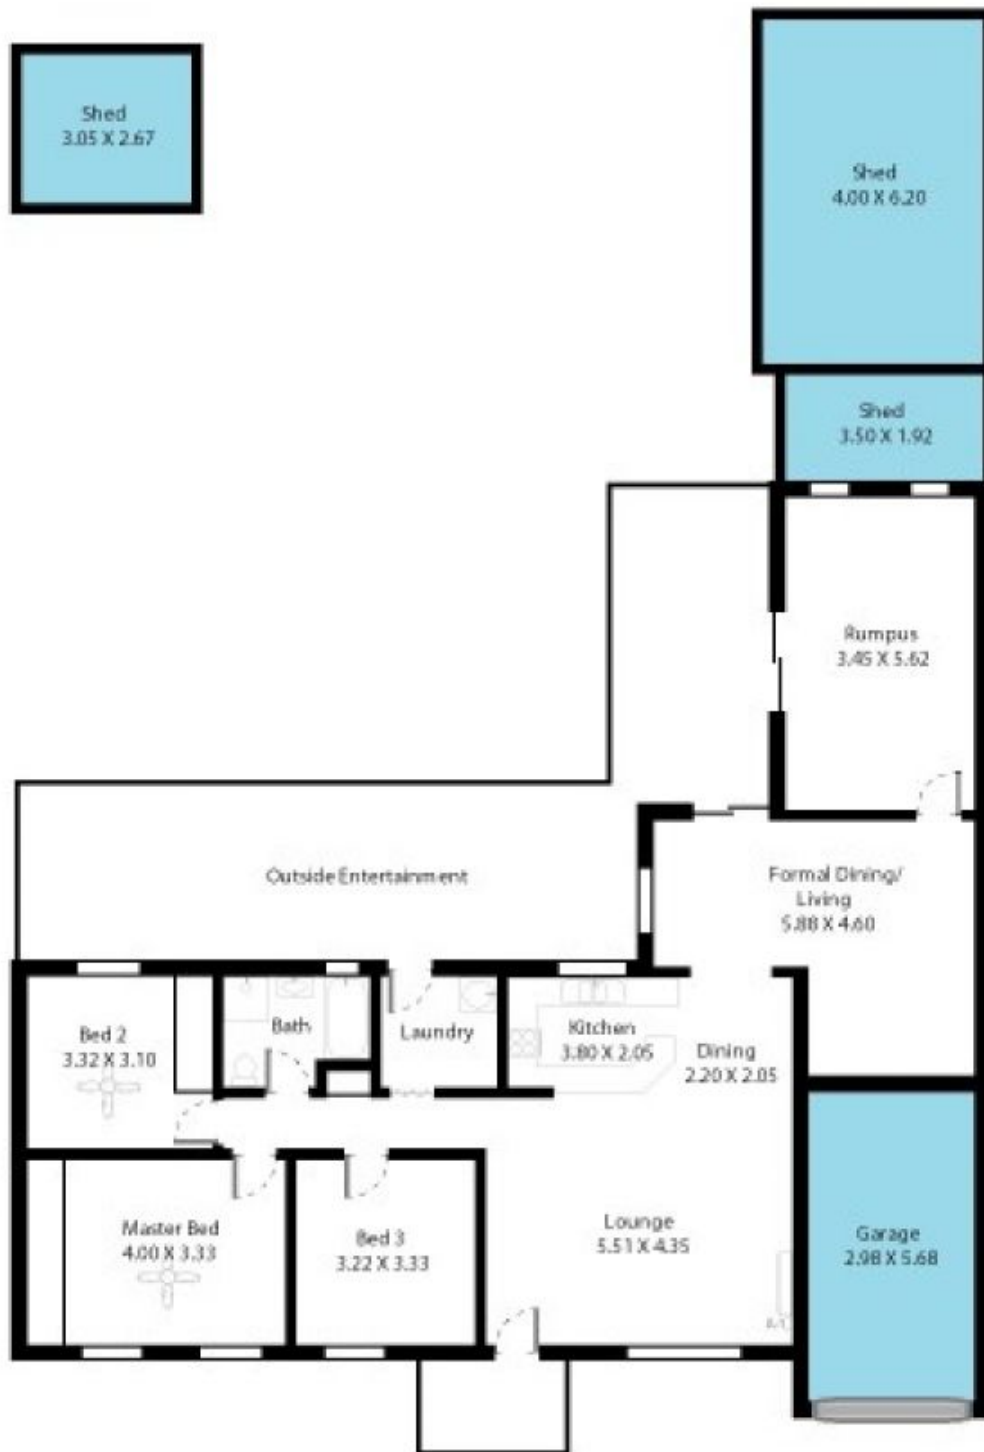 Shed
3.05 X 2.67
Shed
4.00 X 6.20
Shed
3.50 X 1.92
Rumpus
3.45 X 5.62
Outside Entertainment
Formal Dining/
Living
5.88 X 4.60
Bed 2
3.32 X 3.10
Bath
Laundry
Kitchen
3.80 X 2.05
Dining
2.20 X 2.05
Master Bed
4.00 X 3.33
Bed 3
3.22 X 3.33
Lounge
5.51 X 4.35
Garage
2.98 X 5.68